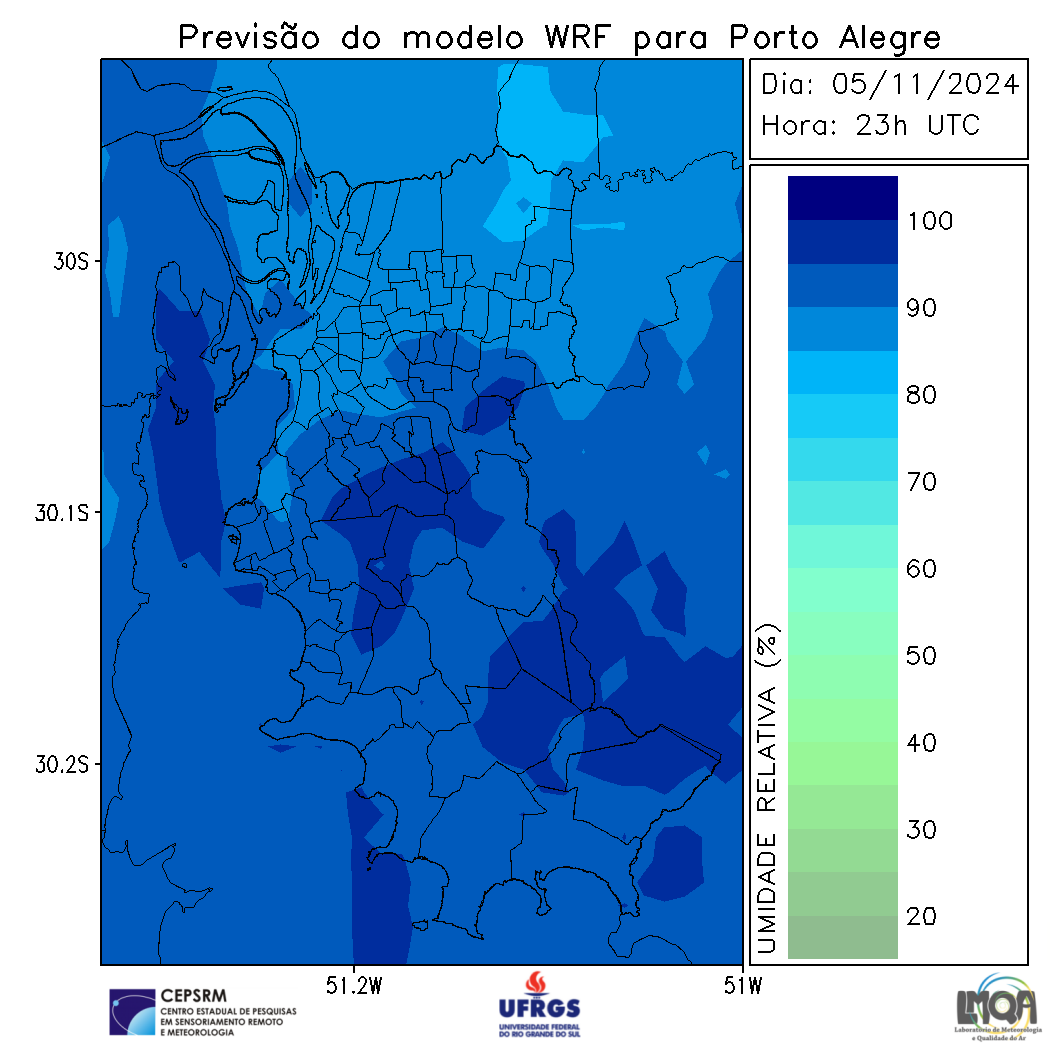 Previsão do modelo WRF para Porto Alegre
Dia: 05/11/2024
Hora: 23h UTC
30S
30.1S
30.2S
51.2W
51W
100
90
80
70
60
50
40
30
20
UMIDADE RELATIVA (%)
CEPSRM
CENTRO ESTADUAL DE PESQUISAS
EM SENSORIAMENTO REMOTO
E METEOROLOGIA
UFRGS
UNIVERSIDADE FEDERAL
DO RIO GRANDE DO SUL
LMQA
Laboratório de Meteorologia
e Qualidade do Ar